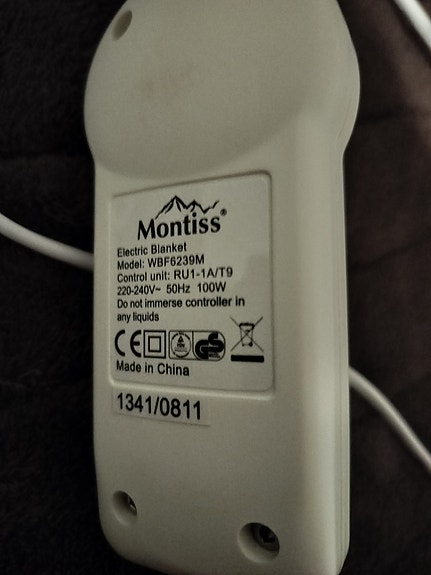 Montiss®
Electric Blanket
Model: WBF6239M
Control unit: RU1-1A/T9
220-240V~ 50Hz 100W
Do not immerse controller in
any liquids
CE
Made in China
1341/0811